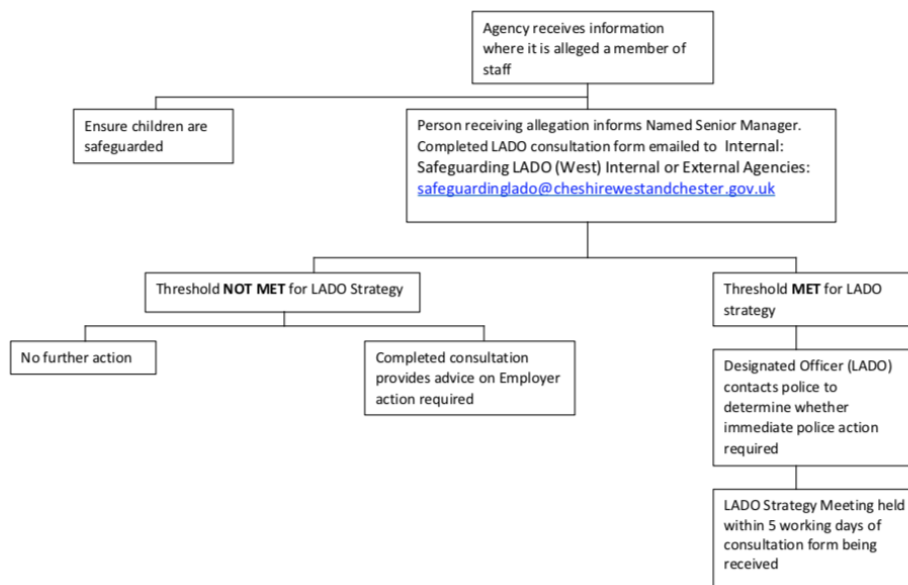 Agency receives information
where it is alleged a member of
staff
Ensure children are
safeguarded
Person receiving allegation informs Named Senior Manager.
Completed LADO consultation form emailed to Internal:
Safeguarding LADO (West) Internal or External Agencies:
safeguardinglado@cheshirewestandchester.gov.uk
Threshold NOT MET for LADO Strategy
Threshold MET for LADO
strategy
No further action
Completed consultation
provides advice on Employer
action required
Designated Officer (LADO)
contacts police to
determine whether
immediate police action
required
LADO Strategy Meeting held
within 5 working days of
consultation form being
received